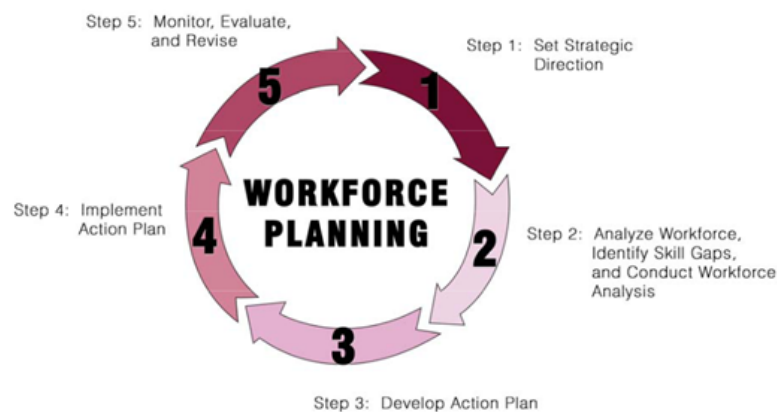 Step 5: Monitor, Evaluate,
and Revise
Step 1: Set Strategic
Direction
5
1
WORKFORCE
PLANNING
Step 4: Implement
Action Plan
4
2
Step 2: Analyze Workforce,
Identify Skill Gaps,
and Conduct Workforce
Analysis
3
Step 3: Develop Action Plan